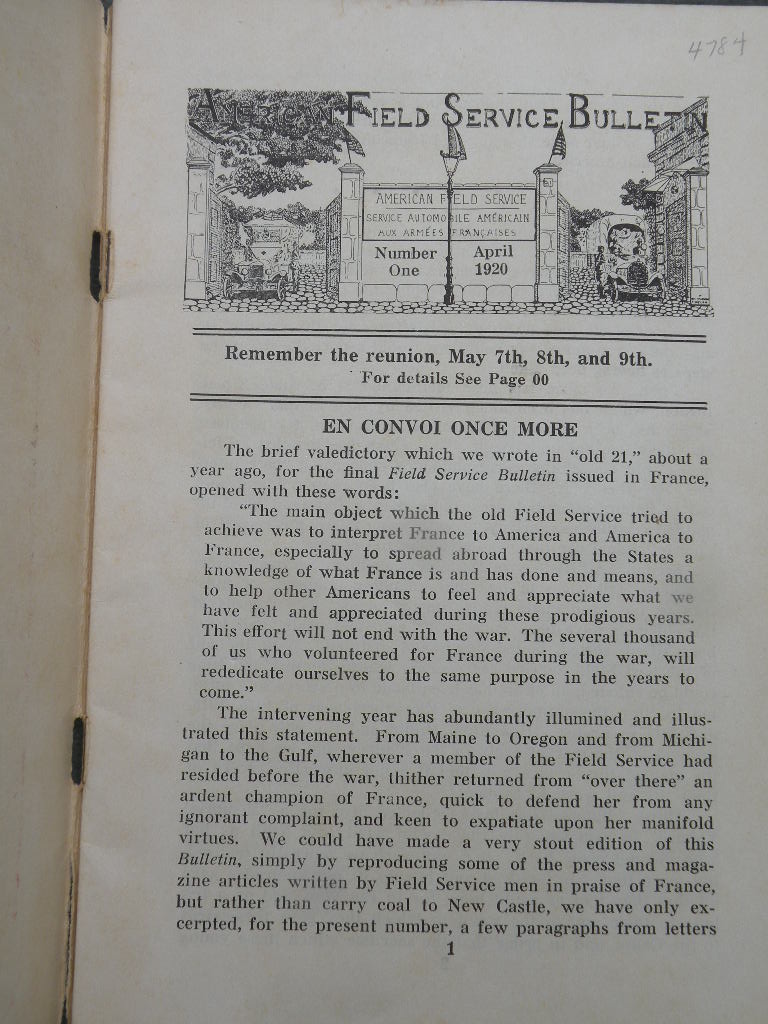 4784
AMERICAN FIELD SERVICE BULLETIN
AMERICAN FIELD SERVICE
SERVICE AUTOMOBILE AMÉRICAIN
AUX ARMÉES FRANÇAISES
Number One
April 1920
Remember the reunion, May 7th, 8th, and 9th.
For details See Page 00
EN CONVOI ONCE MORE
The brief valedictory which we wrote in “old 21,” about a
year ago, for the final Field Service Bulletin issued in France,
opened with these words:
“The main object which the old Field Service tried to
achieve was to interpret France to America and America to
France, especially to spread abroad through the States a
knowledge of what France is and has done and means, and
to help other Americans to feel and appreciate what we
have felt and appreciated during these prodigious years.
This effort will not end with the war. The several thousand
of us who volunteered for France during the war, will
rededicate ourselves to the same purpose in the years to
come.”
The intervening year has abundantly illumined and illus-
trated this statement. From Maine to Oregon and from Michi-
gan to the Gulf, wherever a member of the Field Service had
resided before the war, thither returned from “over there” an
ardent champion of France, quick to defend her from any
ignorant complaint, and keen to expatiate upon her manifold
virtues. We could have made a very stout edition of this
Bulletin, simply by reproducing some of the press and maga-
zine articles written by Field Service men in praise of France,
but rather than carry coal to New Castle, we have only ex-
cerpted, for the present number, a few paragraphs from letters
1